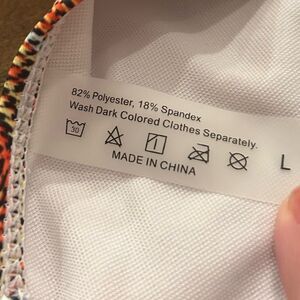 82% Polyester, 18% Spandex
Wash Dark Colored Clothes Separately.
30
MADE IN CHINA
L